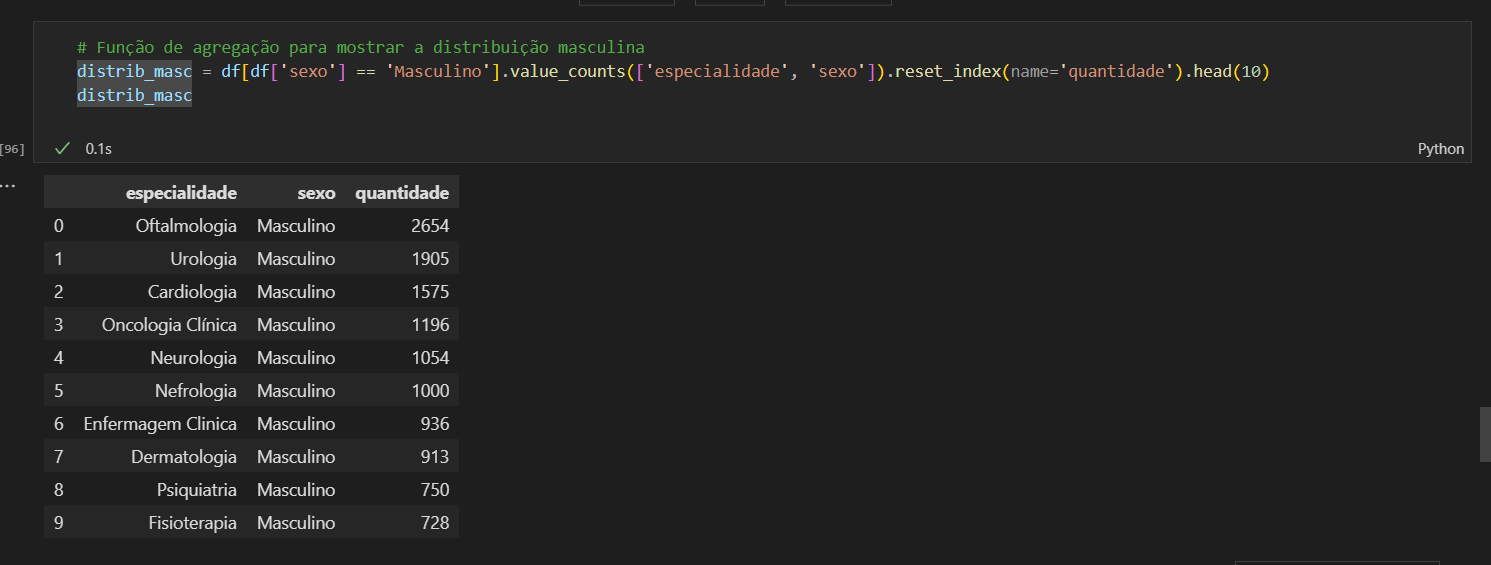 # Função de agregação para mostrar a distribuição masculina
distrib_masc = df[df['sexo'] == 'Masculino'].value_counts(['especialidade', 'sexo']).reset_index(name='quantidade').head(10)
distrib_masc
[96] 0.1s Python
...
especialidade sexo quantidade
0 Oftalmologia Masculino 2654
1 Urologia Masculino 1905
2 Cardiologia Masculino 1575
3 Oncologia Clínica Masculino 1196
4 Neurologia Masculino 1054
5 Nefrologia Masculino 1000
6 Enfermagem Clinica Masculino 936
7 Dermatologia Masculino 913
8 Psiquiatria Masculino 750
9 Fisioterapia Masculino 728